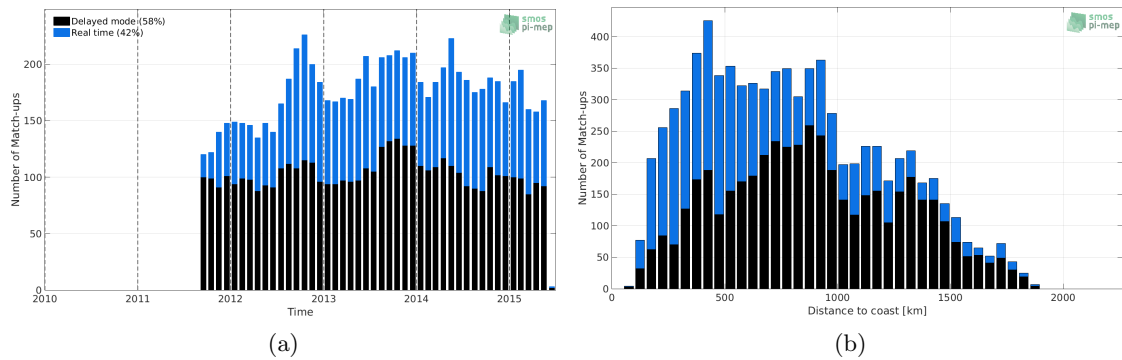 Delayed mode (58%)
Real time (42%)
smos
pi-mep
Number of Match-ups
200
150
100
50
0
2010
2011
2012
2013
2014
2015
Time
(a)
smos
pi-mep
Number of Match-ups
400
350
300
250
200
150
100
50
0
0
500
1000
1500
2000
Distance to coast [km]
(b)